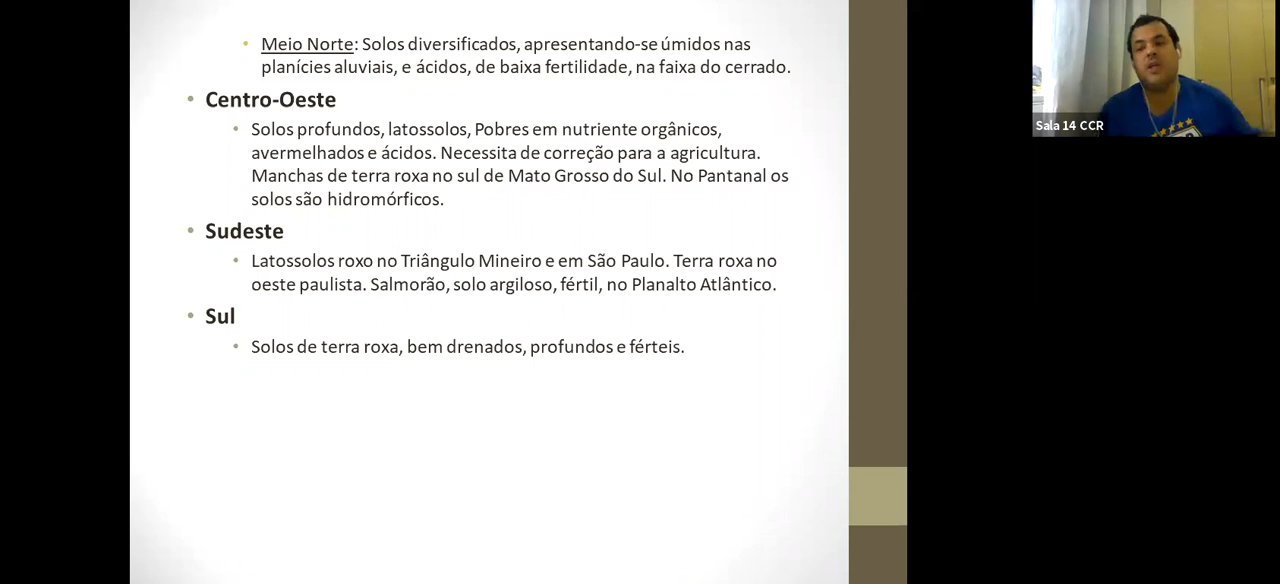 Meio Norte: Solos diversificados, apresentando-se úmidos nas
planícies aluviais, e ácidos, de baixa fertilidade, na faixa do cerrado.
Centro-Oeste
Solos profundos, latossolos, Pobres em nutriente orgânicos,
avermelhados e ácidos. Necessita de correção para a agricultura.
Manchas de terra roxa no sul de Mato Grosso do Sul. No Pantanal os
solos são hidromórficos.
Sudeste
Latossolos roxo no Triângulo Mineiro e em São Paulo. Terra roxa no
oeste paulista. Salmorão, solo argiloso, fértil, no Planalto Atlântico.
Sul
Solos de terra roxa, bem drenados, profundos e férteis.
Sala 14 CCR